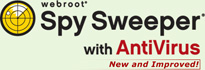 webroot®
Spy Sweeper®
with AntiVirus
New and Improved!